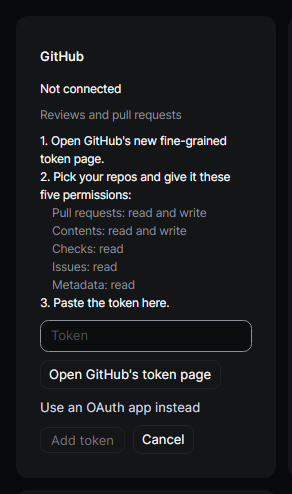 GitHub
Not connected
Reviews and pull requests
1. Open GitHub's new fine-grained
token page.
2. Pick your repos and give it these
five permissions:
Pull requests: read and write
Contents: read and write
Checks: read
Issues: read
Metadata: read
3. Paste the token here.
Token
Open GitHub's token page
Use an OAuth app instead
Add token
Cancel